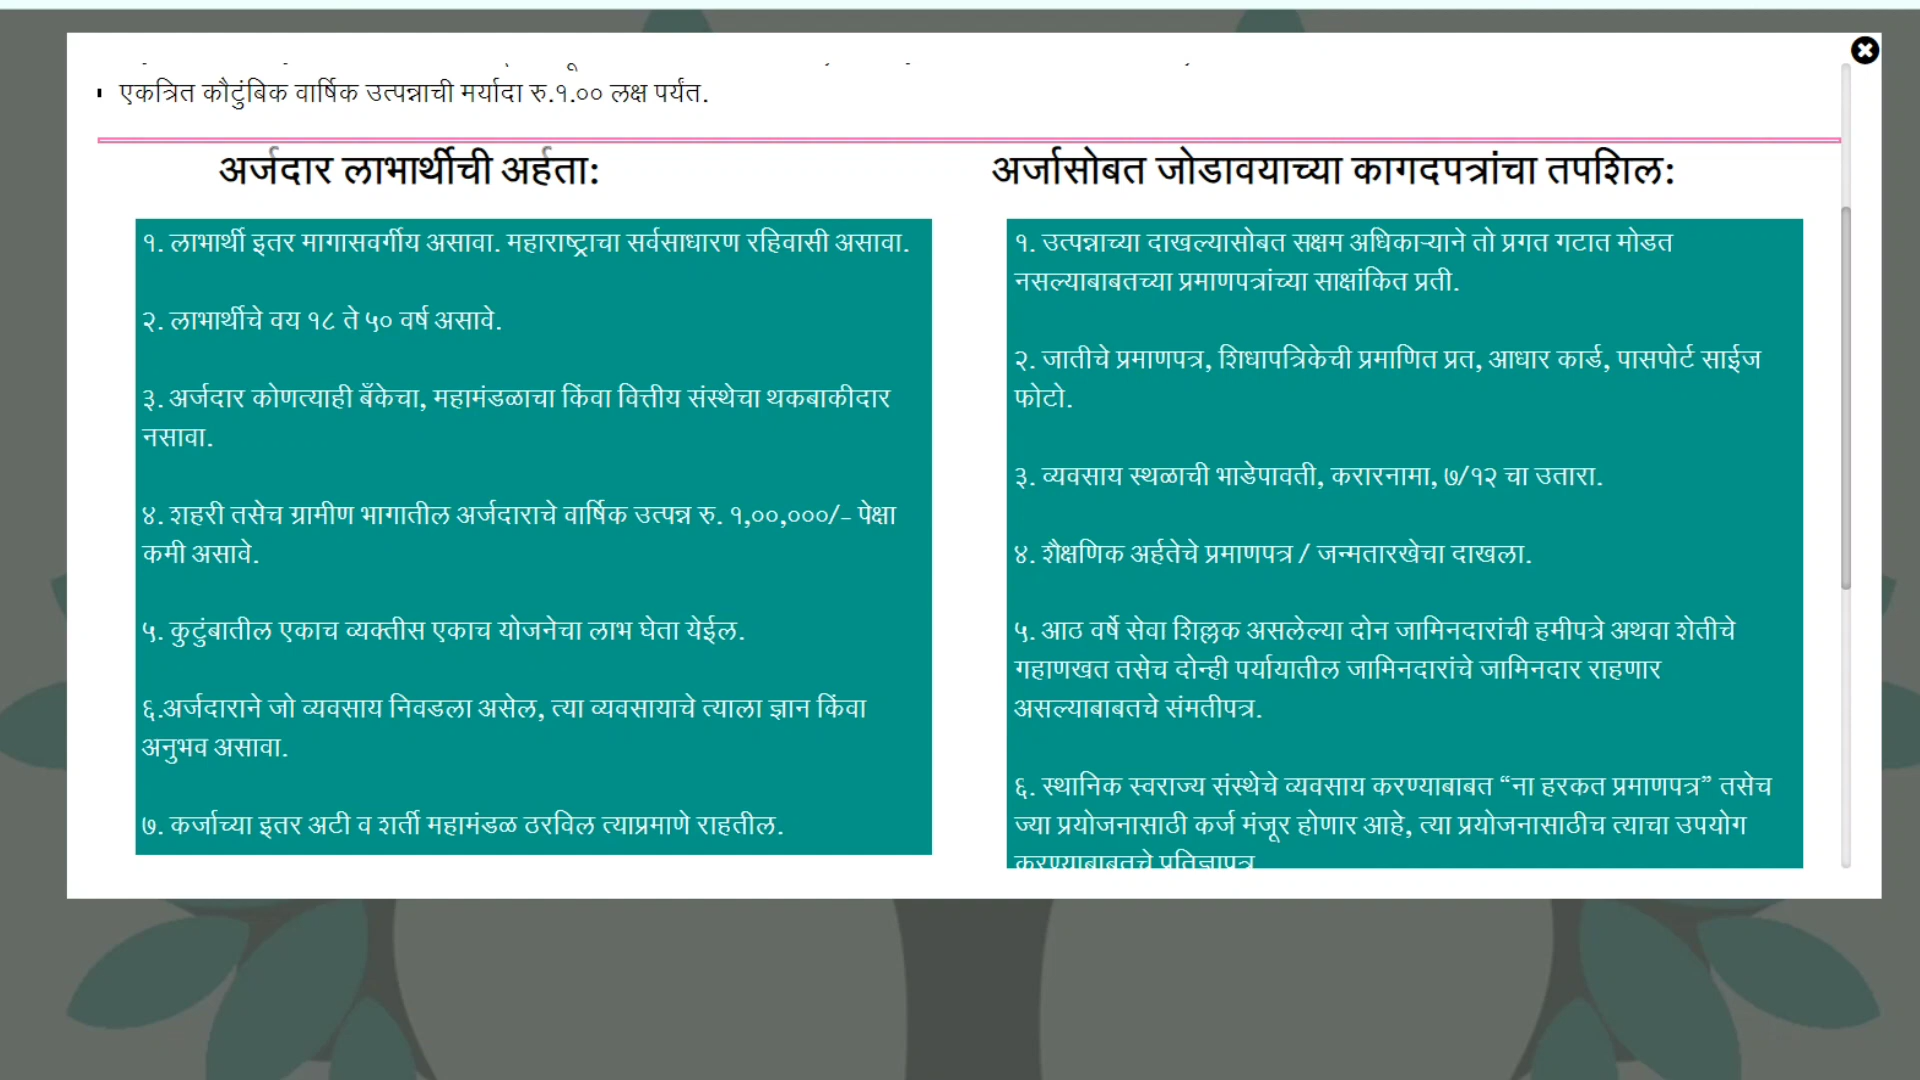 एकत्रित कौटुंबिक वार्षिक उत्पन्नाची मर्यादा रु.१.०० लक्ष पर्यंत.
अर्जदार लाभार्थीची अर्हता:
१. लाभार्थी इतर मागासवर्गीय असावा. महाराष्ट्राचा सर्वसाधारण रहिवासी असावा.
२. लाभार्थीचे वय १८ ते ५० वर्ष असावे.
३. अर्जदार कोणत्याही बँकेचा, महामंडळाचा किंवा वित्तीय संस्थेचा थकबाकीदार
नसावा.
४. शहरी तसेच ग्रामीण भागातील अर्जदाराचे वार्षिक उत्पन्न रु. १,००,०००/- पेक्षा
कमी असावे.
५. कुटुंबातील एकाच व्यक्तीस एकाच योजनेचा लाभ घेता येईल.
६.अर्जदाराने जो व्यवसाय निवडला असेल, त्या व्यवसायाचे त्याला ज्ञान किंवा
अनुभव असावा.
७. कर्जाच्या इतर अटी व शर्ती महामंडळ ठरविल त्याप्रमाणे राहतील.
अर्जासोबत जोडावयाच्या कागदपत्रांचा तपशिल:
१. उत्पन्नाच्या दाखल्यासोबत सक्षम अधिकाऱ्याने तो प्रगत गटात मोडत
नसल्याबाबतच्या प्रमाणपत्रांच्या साक्षांकित प्रती.
२. जातीचे प्रमाणपत्र, शिधापत्रिकेची प्रमाणित प्रत, आधार कार्ड, पासपोर्ट साईज
फोटो.
३. व्यवसाय स्थळाची भाडेपावती, करारनामा, ७/१२ चा उतारा.
४. शैक्षणिक अर्हतेचे प्रमाणपत्र / जन्मतारखेचा दाखला.
५. आठ वर्षे सेवा शिल्लक असलेल्या दोन जामिनदारांची हमीपत्रे अथवा शेतीचे
गहाणखत तसेच दोन्ही पर्यायातील जामिनदारांचे जामिनदार राहणार
असल्याबाबतचे संमतीपत्र.
६. स्थानिक स्वराज्य संस्थेचे व्यवसाय करण्याबाबत “ना हरकत प्रमाणपत्र” तसेच
ज्या प्रयोजनासाठी कर्ज मंजूर होणार आहे, त्या प्रयोजनासाठीच त्याचा उपयोग
करण्याबाबतचे प्रतिज्ञापत्र